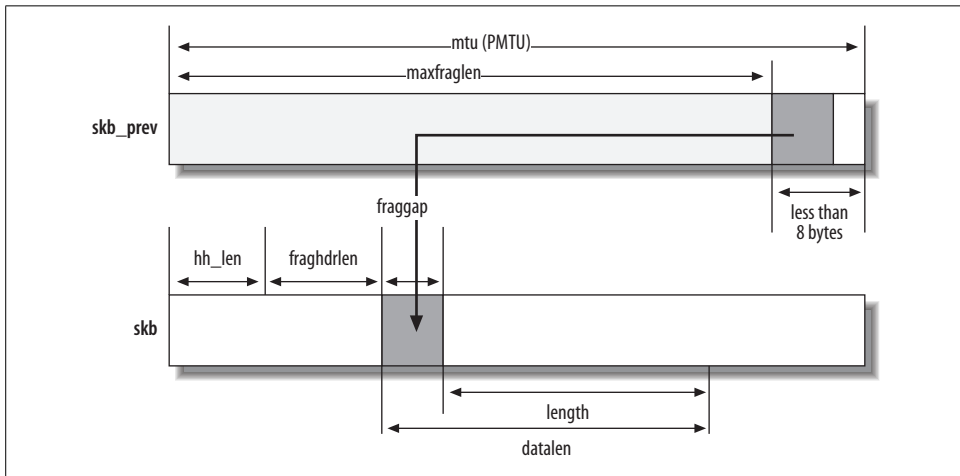 mtu (PMTU)
maxfraglen
skb_prev
fraggap
less than
8 bytes
hh_len
fraghdrlen
skb
length
datalen